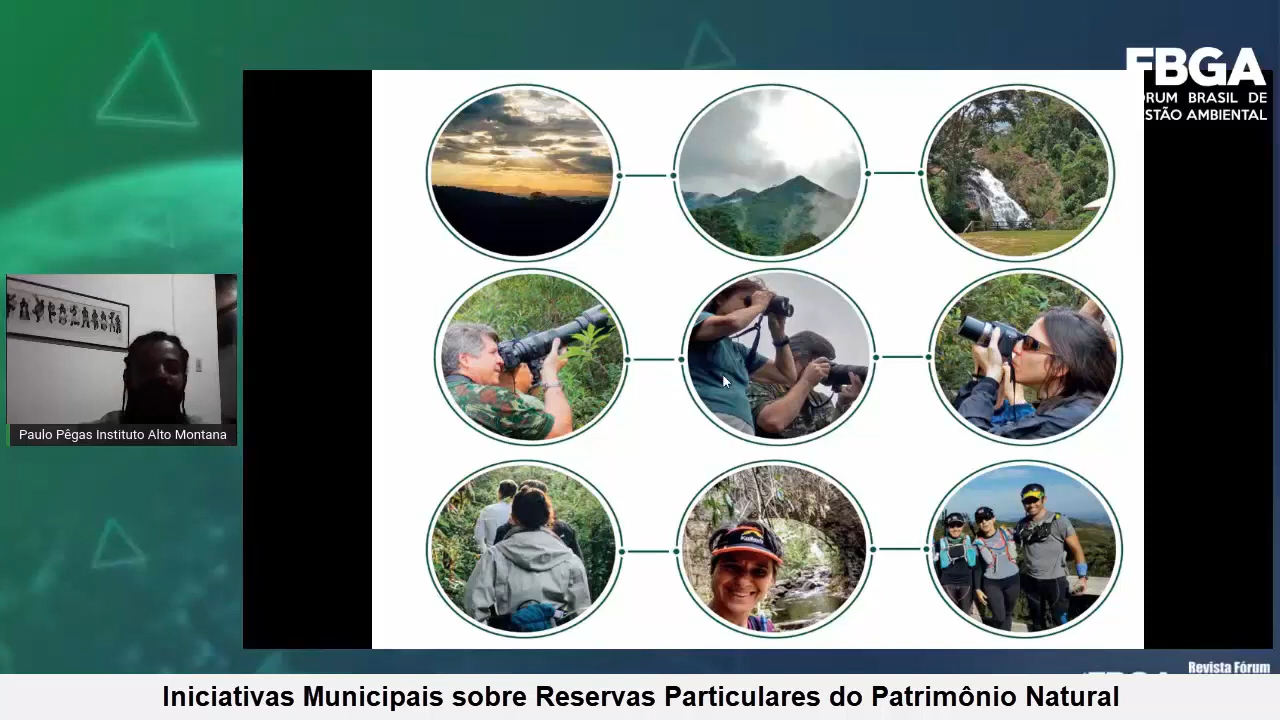 FBGA
ORUM BRASIL DE
STÃO AMBIENTAL
Paulo Pêgas Instituto Alto Montana
Revista Fórum
Iniciativas Municipais sobre Reservas Particulares do Patrimônio Natural